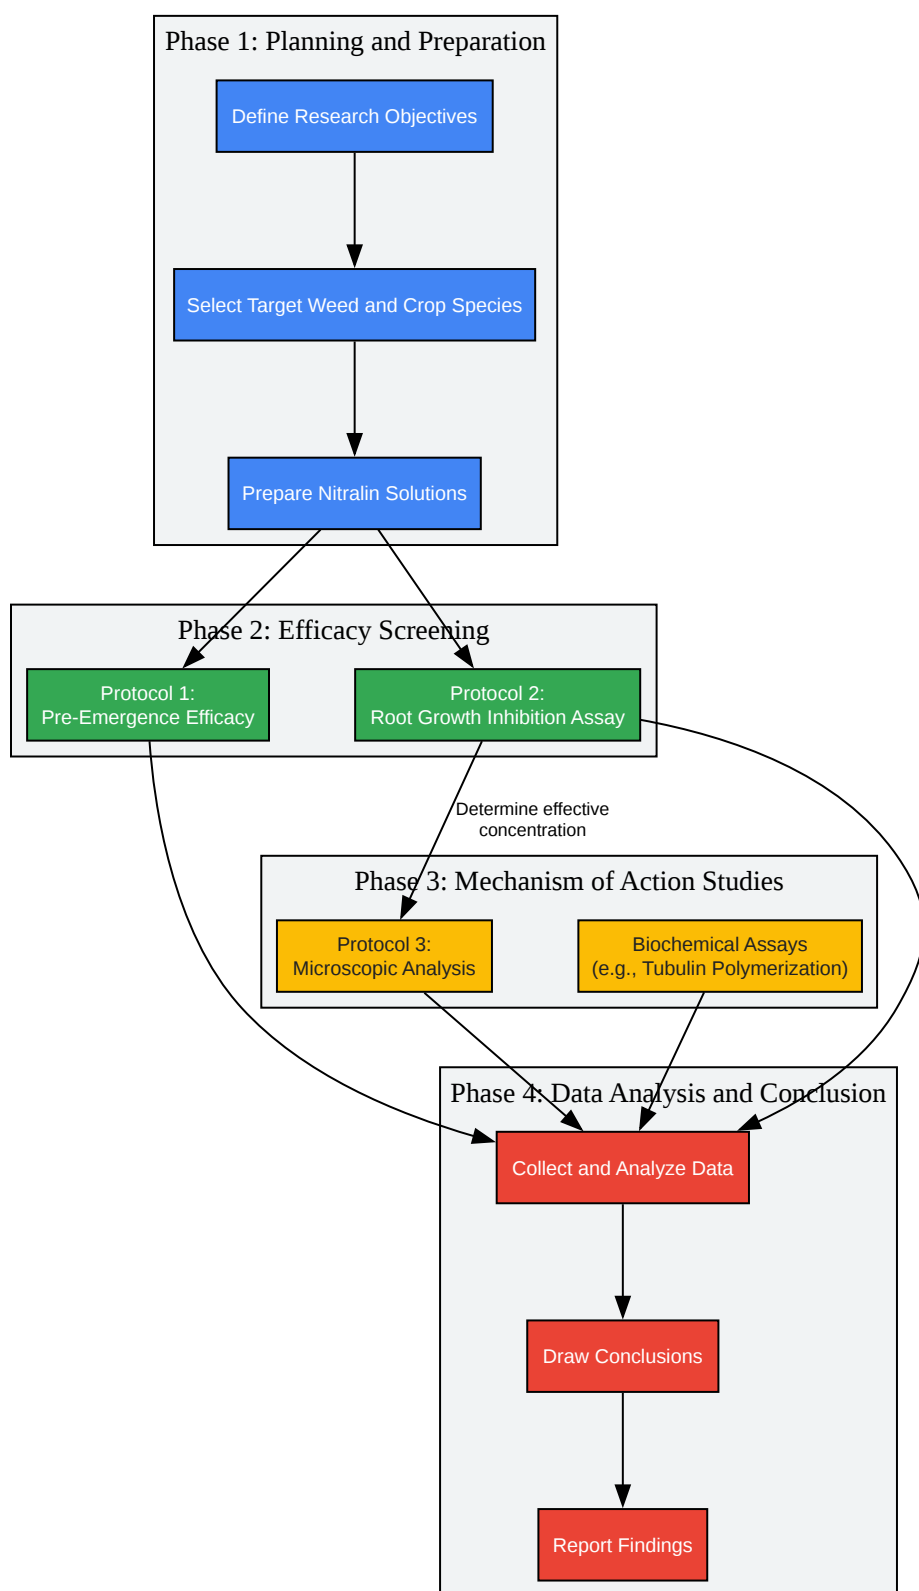 Phase 1: Planning and Preparation
Define Research Objectives
Select Target Weed and Crop Species
Prepare Nitralin Solutions
Phase 2: Efficacy Screening
Protocol 1:
Pre-Emergence Efficacy
Protocol 2:
Root Growth Inhibition Assay
Determine effective
concentration
Phase 3: Mechanism of Action Studies
Protocol 3:
Microscopic Analysis
Biochemical Assays
(e.g., Tubulin Polymerization)
Phase 4: Data Analysis and Conclusion
Collect and Analyze Data
Draw Conclusions
Report Findings